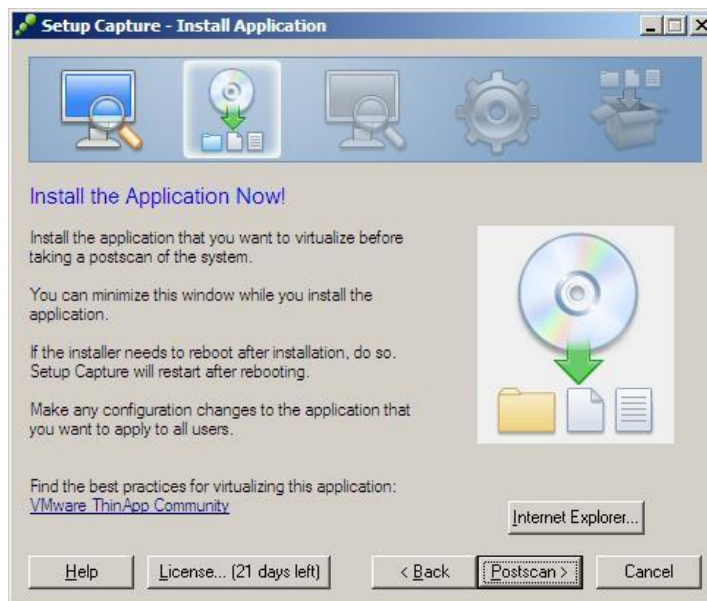 Setup Capture - Install Application
Install the Application Now!
Install the application that you want to virtualize before
taking a postscan of the system.
You can minimize this window while you install the
application.
If the installer needs to reboot after installation, do so.
Setup Capture will restart after rebooting.
Make any configuration changes to the application that
you want to apply to all users.
Find the best practices for virtualizing this application:
VMware ThinApp Community
Internet Explorer...
Help
License... (21 days left)
< Back
Postscan >
Cancel